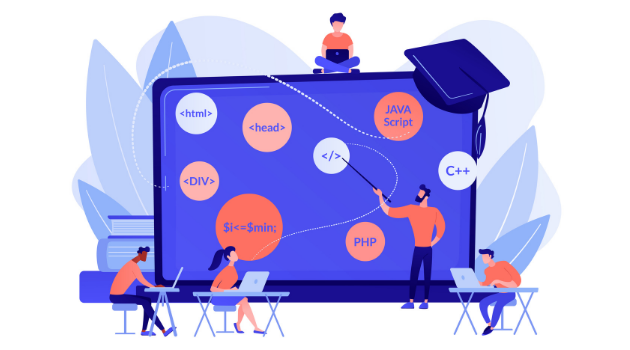 <html>
<head>
JAVA
Script
</>
<DIV>
C++
$i<=$min;
PHP